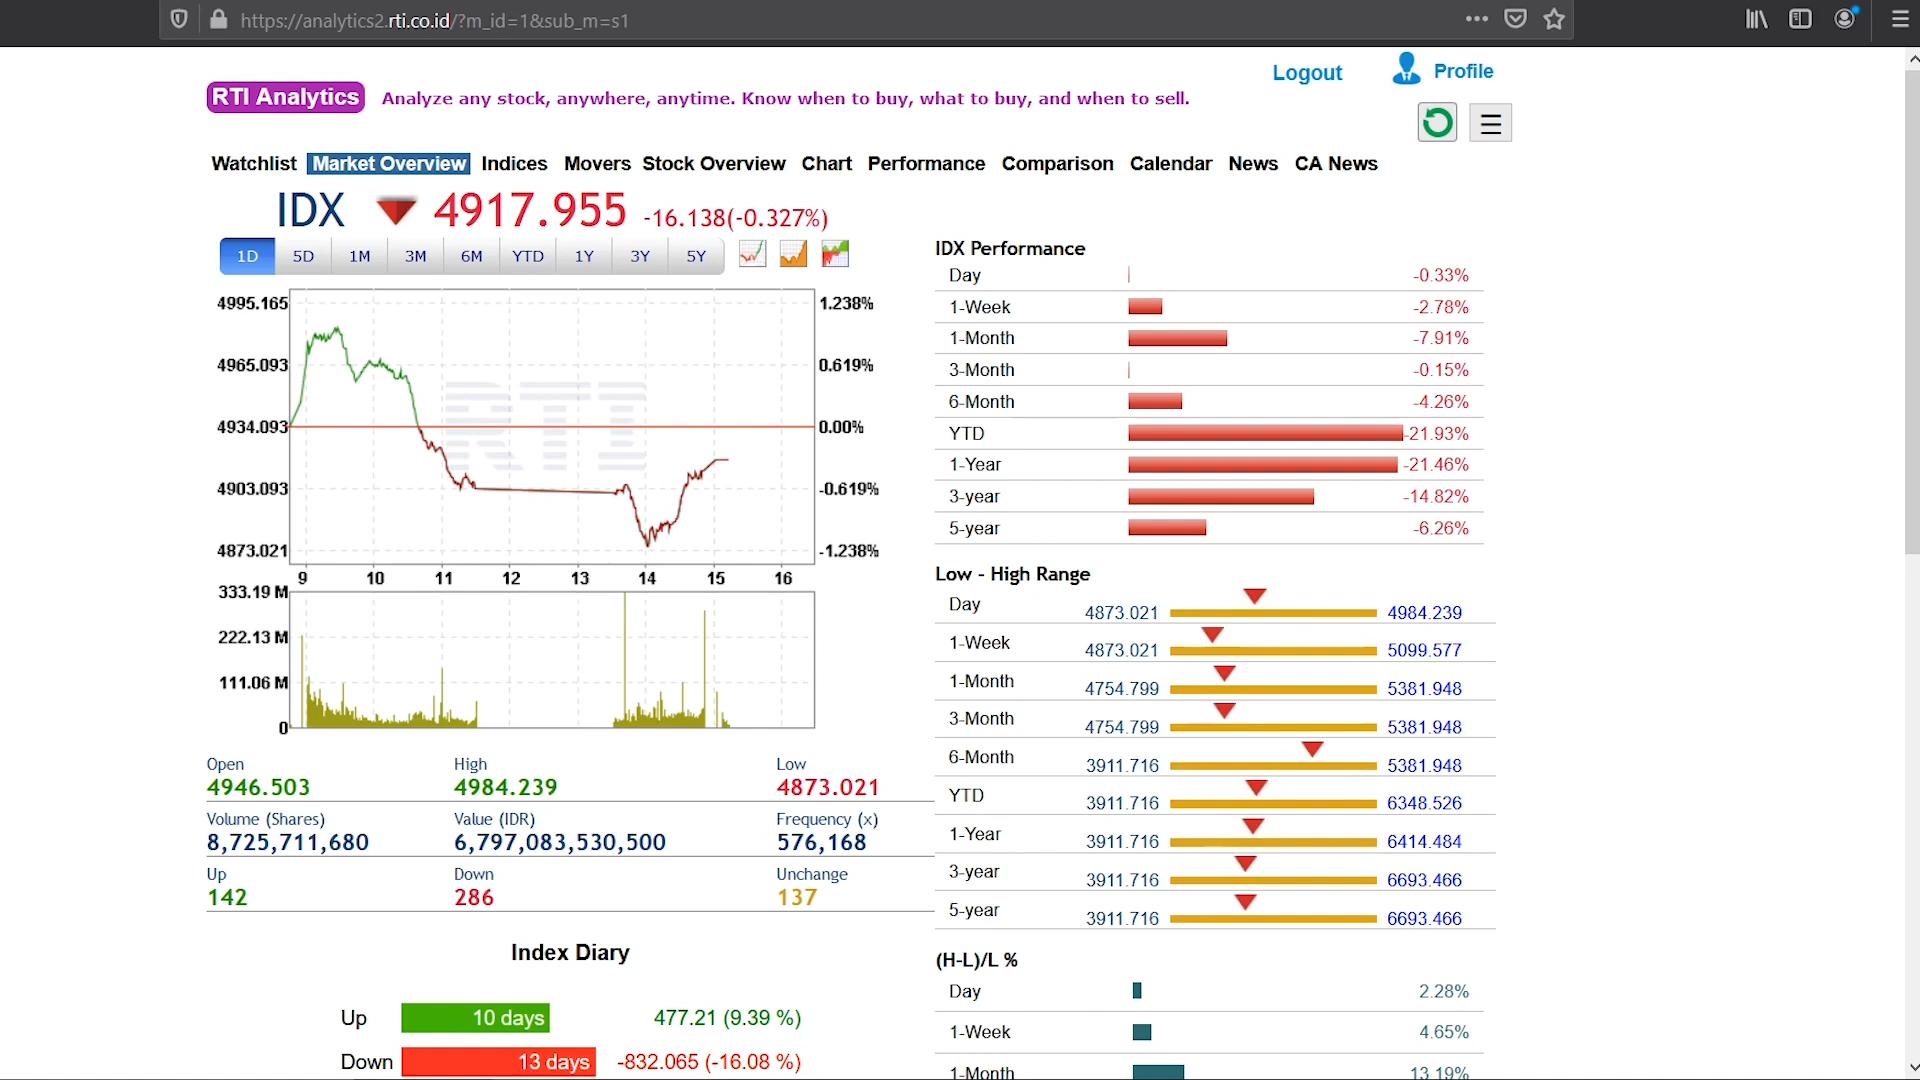 https://analytics2.rti.co.id/?m_id=1&sub_m=s1
Logout
Profile
RTI Analytics
Analyze any stock, anywhere, anytime. Know when to buy, what to buy, and when to sell.
Watchlist Market Overview Indices Movers Stock Overview Chart Performance Comparison Calendar News CA News
IDX 4917.955 -16.138(-0.327%)
1D 5D 1M 3M 6M YTD 1Y 3Y 5Y
4995.165 1.238%
4965.093 0.619%
4934.093 0.00%
4903.093 -0.619%
4873.021 -1.238%
RTI
9 10 11 12 13 14 15 16
333.19 M
222.13 M
111.06 M
0
Open High Low
4946.503 4984.239 4873.021
Volume (Shares) Value (IDR) Frequency (x)
8,725,711,680 6,797,083,530,500 576,168
Up Down Unchange
142 286 137
Index Diary
Up 10 days 477.21 (9.39 %)
Down 13 days -832.065 (-16.08 %)
IDX Performance
Day -0.33%
1-Week -2.78%
1-Month -7.91%
3-Month -0.15%
6-Month -4.26%
YTD -21.93%
1-Year -21.46%
3-year -14.82%
5-year -6.26%
Low - High Range
Day 4873.021 4984.239
1-Week 4873.021 5099.577
1-Month 4754.799 5381.948
3-Month 4754.799 5381.948
6-Month 3911.716 5381.948
YTD 3911.716 6348.526
1-Year 3911.716 6414.484
3-year 3911.716 6693.466
5-year 3911.716 6693.466
(H-L)/L %
Day 2.28%
1-Week 4.65%
1-Month 13.19%